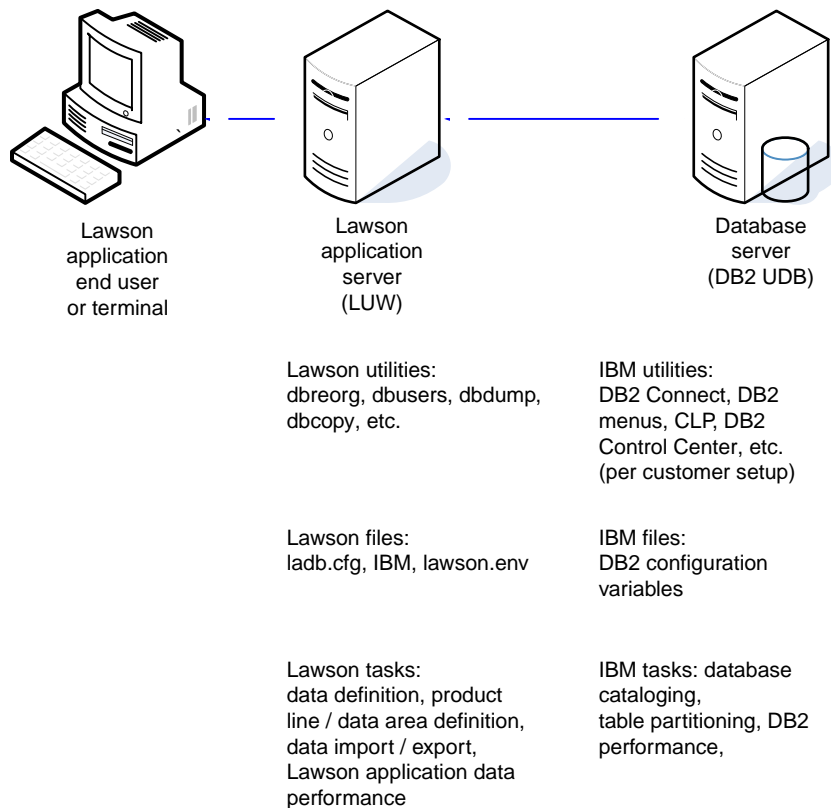 Lawson
application
end user
or terminal
Lawson
application
server
(LUW)
Database
server
(DB2 UDB)
Lawson utilities:
dbreorg, dbusers, dbdump,
dbcopy, etc.
IBM utilities:
DB2 Connect, DB2
menus, CLP, DB2
Control Center, etc.
(per customer setup)
Lawson files:
ladb.cfg, IBM, lawson.env
IBM files:
DB2 configuration
variables
Lawson tasks:
data definition, product
line / data area definition,
data import / export,
Lawson application data
performance
IBM tasks: database
cataloging,
table partitioning, DB2
performance,